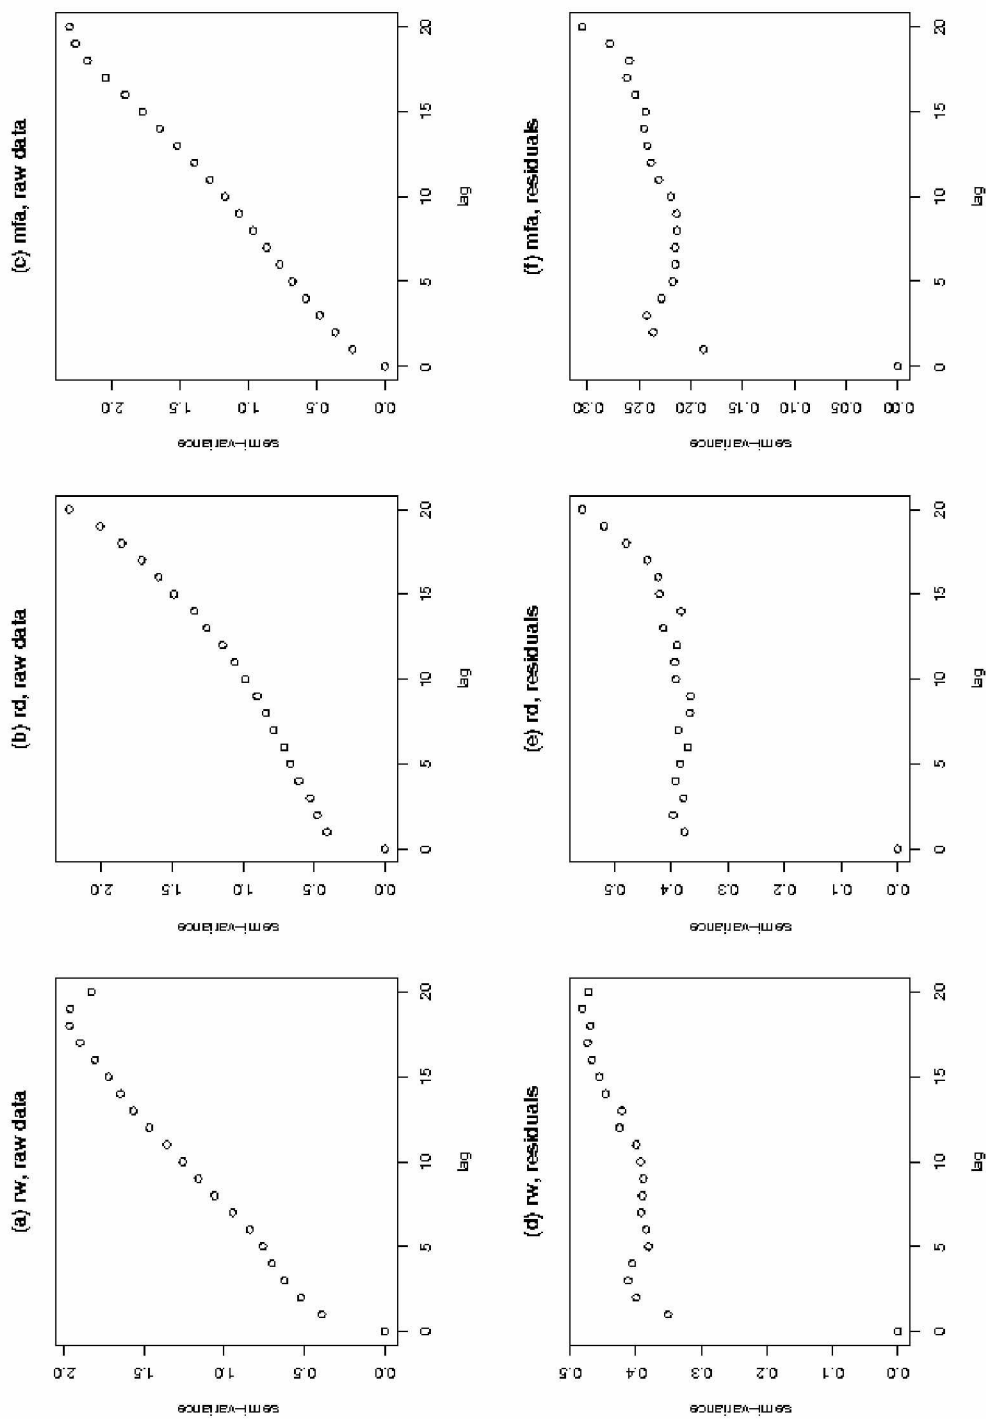 (a) rw, raw data
semi-variance
2.0
1.5
1.0
0.5
0.0
0 5 10 15 20
lag
(b) rd, raw data
semi-variance
2.0
1.5
1.0
0.5
0.0
0 5 10 15 20
lag
(c) mfa, raw data
semi-variance
2.0
1.5
1.0
0.5
0.0
0 5 10 15 20
lag
(d) rw, residuals
semi-variance
0.5
0.4
0.3
0.2
0.1
0.0
0 5 10 15 20
lag
(e) rd, residuals
semi-variance
0.5
0.4
0.3
0.2
0.1
0.0
0 5 10 15 20
lag
(f) mfa, residuals
semi-variance
0.30
0.25
0.20
0.15
0.10
0.05
0.00
0 5 10 15 20
lag